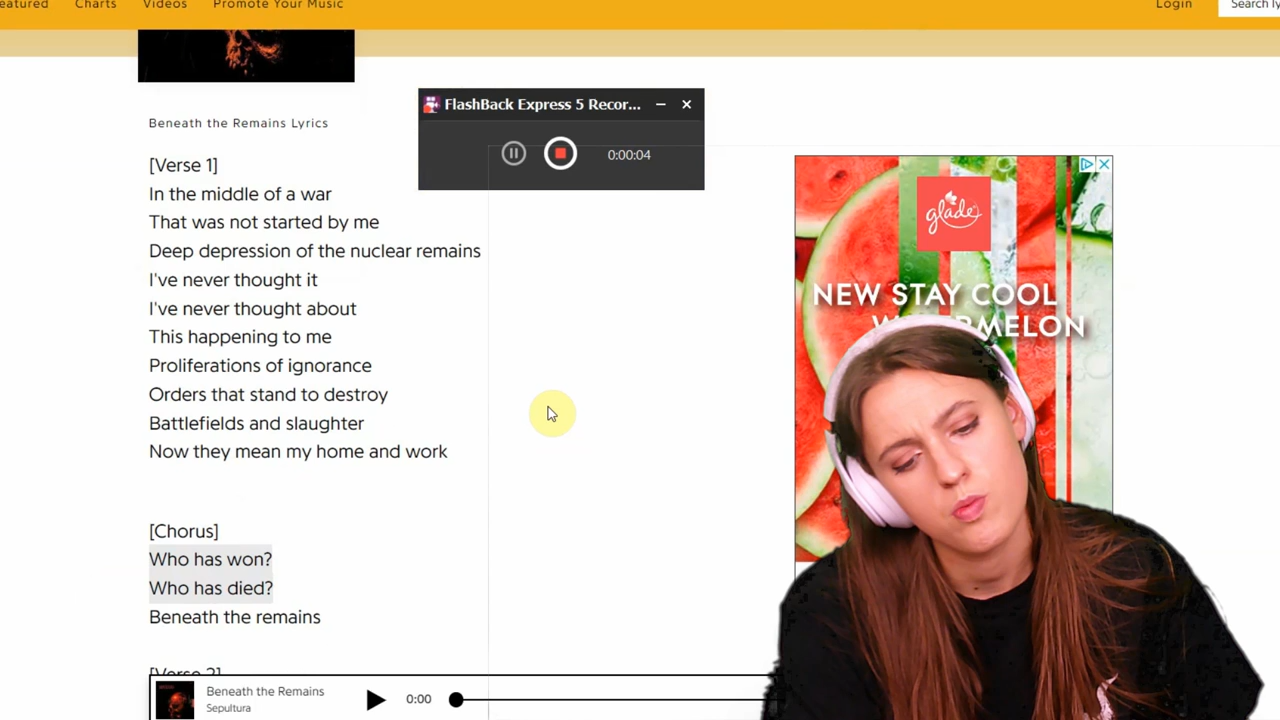 eatured Charts Videos Promote Your Music Login Search ly
Beneath the Remains Lyrics
FlashBack Express 5 Recor...
0:00:04
[Verse 1]
In the middle of a war
That was not started by me
Deep depression of the nuclear remains
I've never thought it
I've never thought about
This happening to me
Proliferations of ignorance
Orders that stand to destroy
Battlefields and slaughter
Now they mean my home and work
[Chorus]
Who has won?
Who has died?
Beneath the remains
[Verse 2]
Beneath the Remains
Sepultura
0:00
glade
NEW STAY COOL